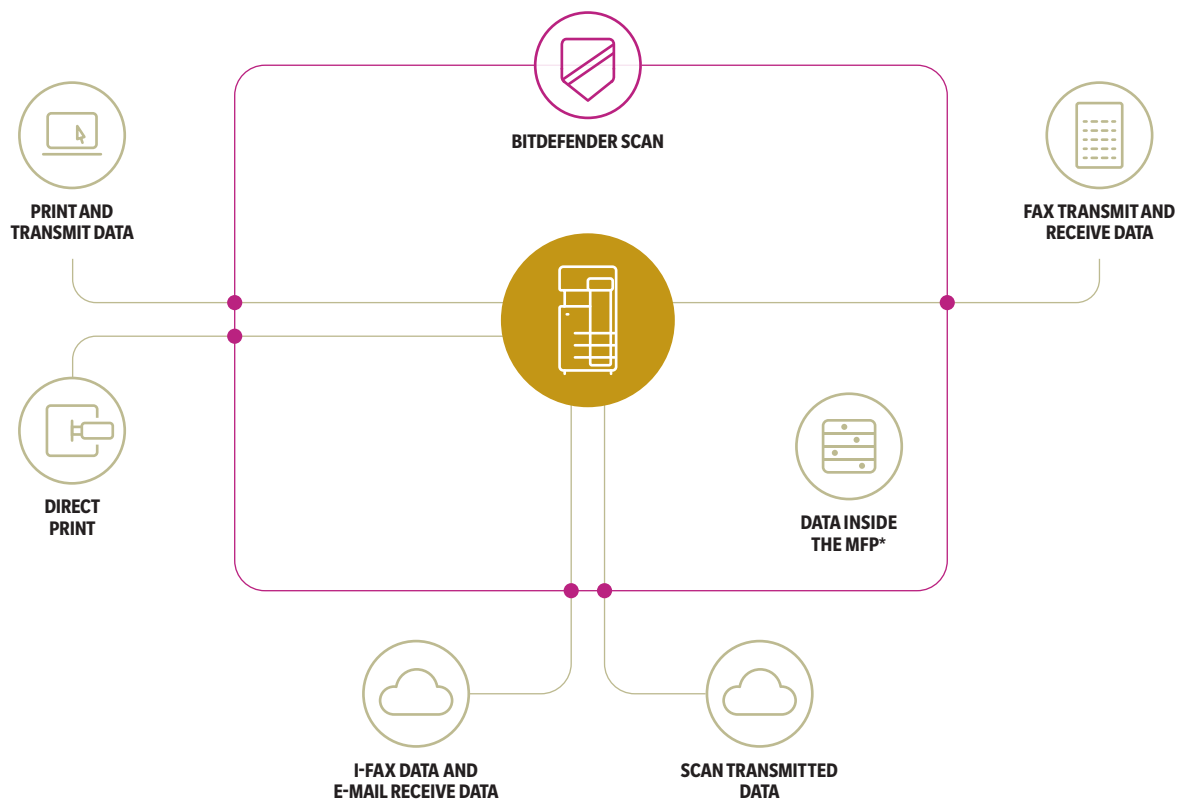 BITDEFENDER SCAN
PRINT AND
TRANSMIT DATA
FAX TRANSMIT AND
RECEIVE DATA
DIRECT
PRINT
DATA INSIDE
THE MFP*
I-FAX DATA AND
E-MAIL RECEIVE DATA
SCAN TRANSMITTED
DATA